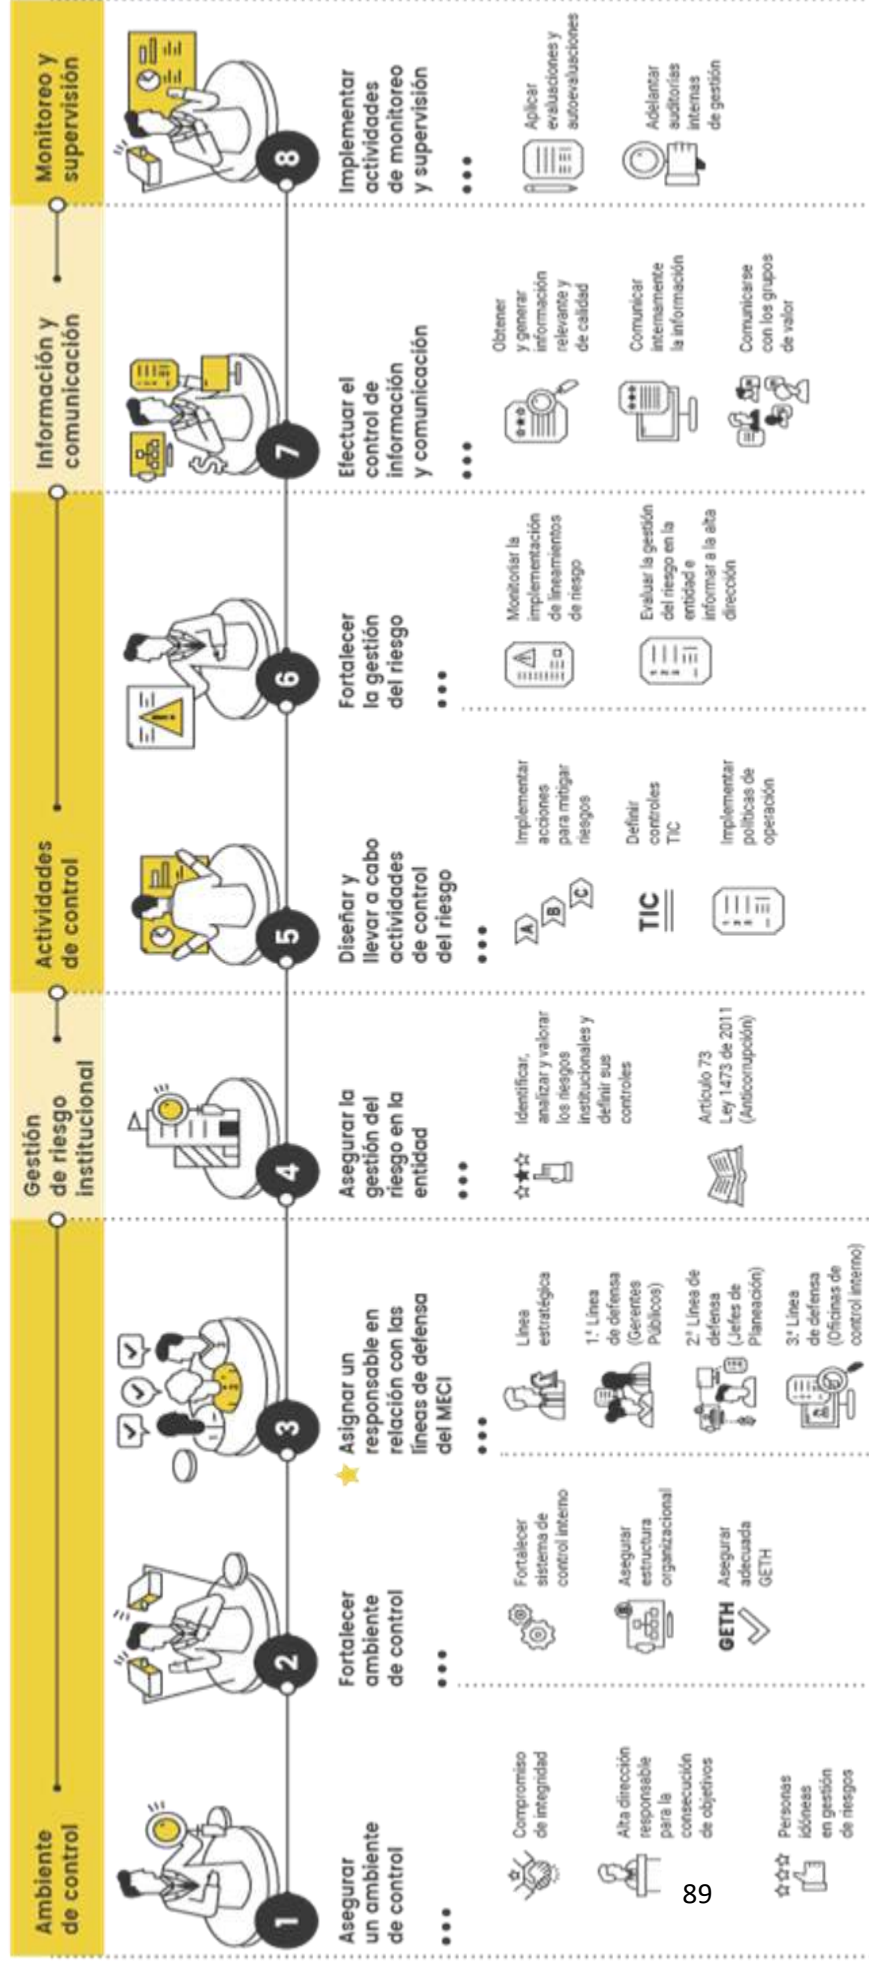 Ambiente
de control
Gestión
de riesgo
institucional
Actividades
de control
Información y
comunicación
Monitoreo y
supervisión
1
Asegurar
un ambiente
de control
Compromiso
de integridad
Alta dirección
responsable
para la
consecución
de objetivos
Personas
idóneas
en gestión
de riesgos
2
Fortalecer
ambiente
de control
Fortalecer
sistema de
control interno
Asegurar
estructura
organizacional
GETH
Asegurar
adecuada
GETH
3
Asignar un
responsable en
relación con las
líneas de defensa
del MECI
Línea
estratégica
1.ª Línea
de defensa
(Gerentes
Públicos)
2.ª Línea de
defensa
(Jefes de
Planeación)
3.ª Línea
de defensa
(Oficinas de
control interno)
4
Asegurar la
gestión del
riesgo en la
entidad
Identificar,
analizar y valorar
los riesgos
institucionales y
definir sus
controles
Artículo 73
Ley 1473 de 2011
(Anticorrupción)
5
Diseñar y
llevar a cabo
actividades
de control
del riesgo
A
B
C
Implementar
acciones
para mitigar
riesgos
TIC
Definir
controles
TIC
Implementar
políticas de
operación
6
Fortalecer
la gestión
del riesgo
Monitoriar la
implementación
de lineamientos
de riesgo
Evaluar la gestión
del riesgo en la
entidad e
informar a la alta
dirección
7
Efectuar el
control de
información
y comunicación
Obtener
y generar
información
relevante y
de calidad
Comunicar
internamente
la información
Comunicarse
con los grupos
de valor
8
Implementar
actividades
de monitoreo
y supervisión
Aplicar
evaluaciones y
autoevaluaciones
Adelantar
auditorías
internas
de gestión
89